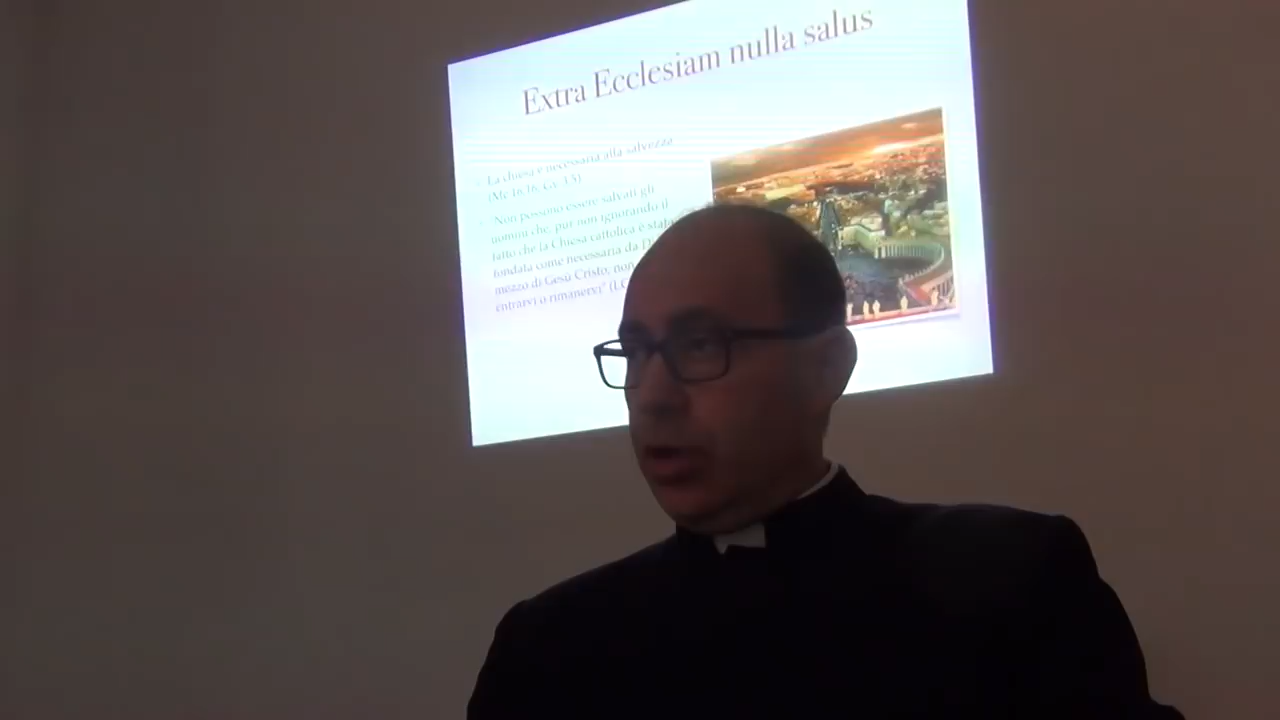 Extra Ecclesiam nulla salus
La chiesa è necessaria alla salvezza
(Mc 16,16; Gv 3,5)
"Non possono essere salvati gli
uomini che, pur non ignorando il
fatto che la Chiesa cattolica è stata
fondata come necessaria da
mezzo di Gesù Cristo, non
entrarvi o rimanervi" (LG